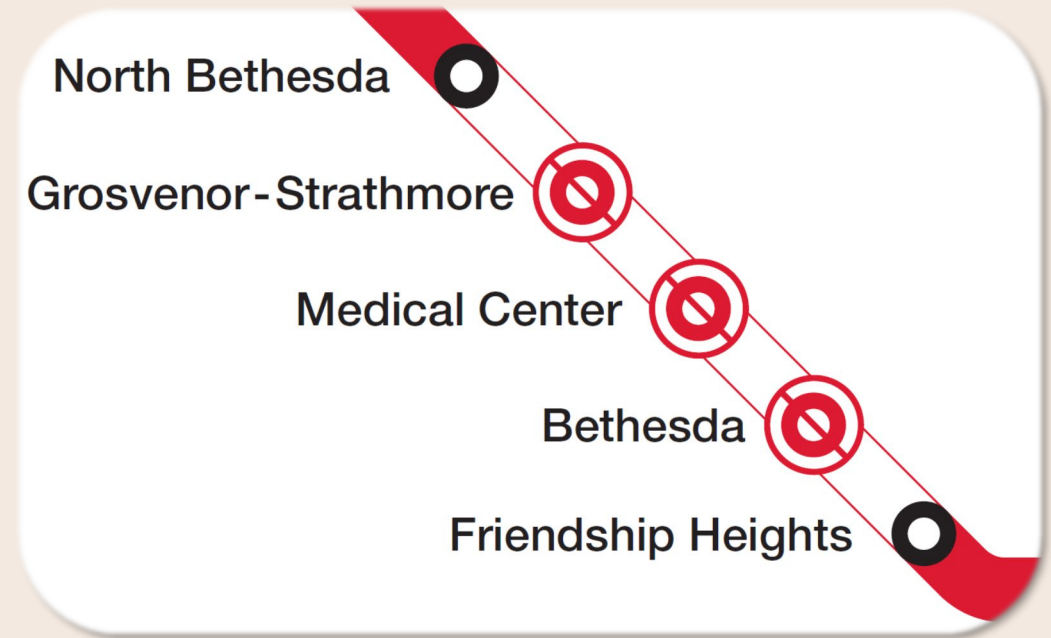 North Bethesda
Grosvenor-Strathmore
Medical Center
Bethesda
Friendship Heights